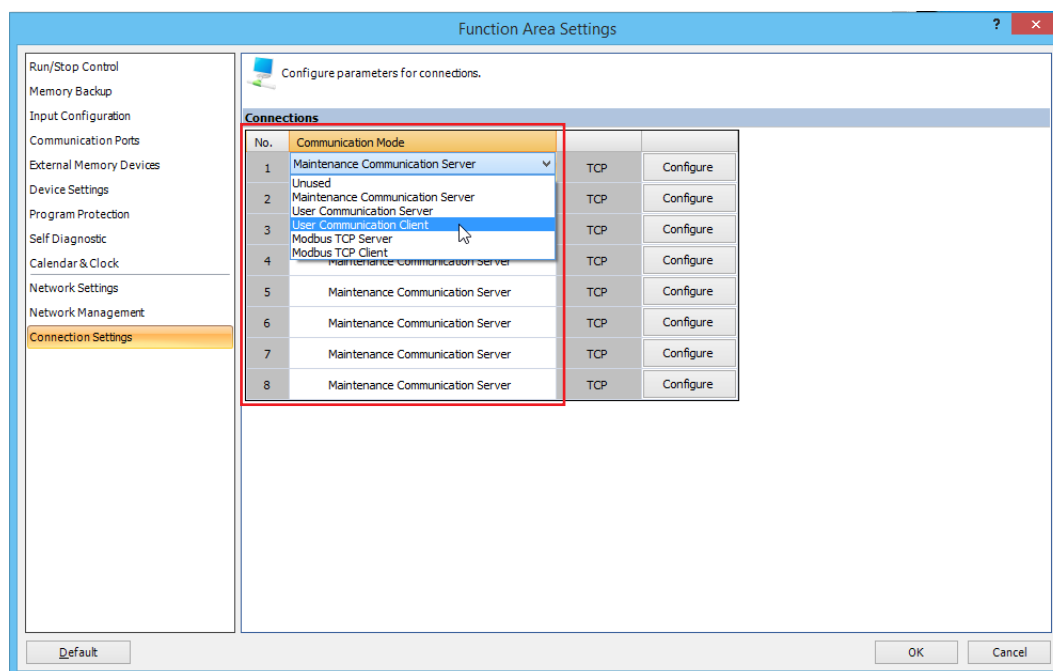 Function Area Settings
?
×
Run/Stop Control
Memory Backup
Input Configuration
Communication Ports
External Memory Devices
Device Settings
Program Protection
Self Diagnostic
Calendar & Clock
Network Settings
Network Management
Connection Settings
Configure parameters for connections.
Connections
No. Communication Mode
1 Maintenance Communication Server TCP Configure
Unused
Maintenance Communication Server
User Communication Server
User Communication Client
Modbus TCP Server
Modbus TCP Client
2 TCP Configure
3 TCP Configure
4 Maintenance Communication Server TCP Configure
5 Maintenance Communication Server TCP Configure
6 Maintenance Communication Server TCP Configure
7 Maintenance Communication Server TCP Configure
8 Maintenance Communication Server TCP Configure
Default
OK
Cancel